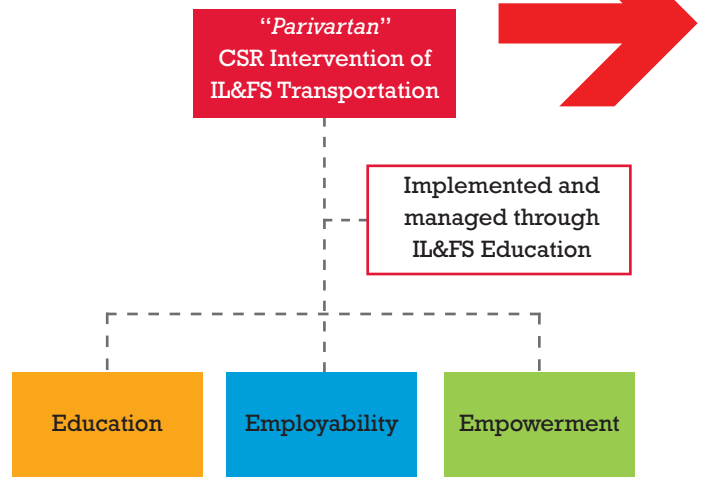 “Parivartan”
CSR Intervention of
IL&FS Transportation
Implemented and
managed through
IL&FS Education
Education
Employability
Empowerment